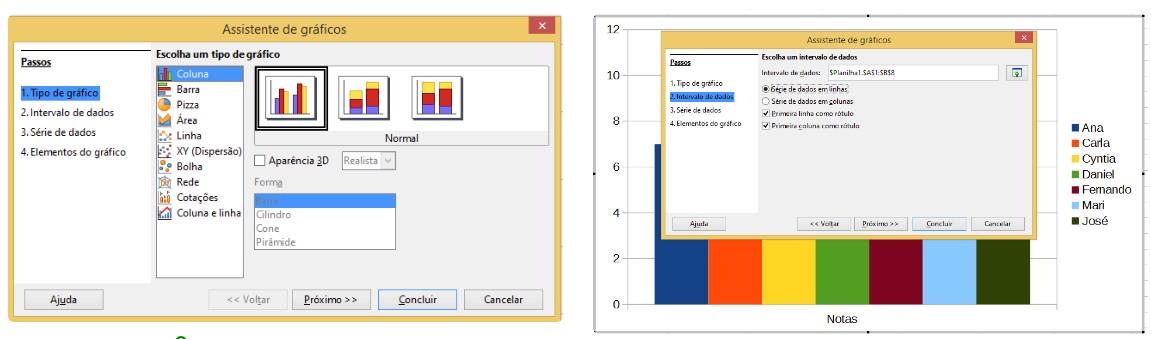 Assistente de gráficos
Passos
1. Tipo de gráfico
2. Intervalo de dados
3. Série de dados
4. Elementos do gráfico
Escolha um tipo de gráfico
Coluna
Barra
Pizza
Área
Linha
XY (Dispersão)
Bolha
Rede
Cotações
Coluna e linha
Normal
Aparência 3D
Realista
Forma
Barra
Cilindro
Cone
Pirâmide
Ajuda
<< Voltar
Próximo >>
Concluir
Cancelar
12
10
8
6
4
2
0
Notas
Assistente de gráficos
Passos
1. Tipo de gráfico
2. Intervalo de dados
3. Série de dados
4. Elementos do gráfico
Escolha um intervalo de dados
Intervalo de dados: $Planilha1.$A$1:$B$8
Série de dados em linhas
Série de dados em colunas
Primeira linha como rótulo
Primeira coluna como rótulo
Ajuda
<< Voltar
Próximo >>
Concluir
Cancelar
Ana
Carla
Cyntia
Daniel
Fernando
Mari
José